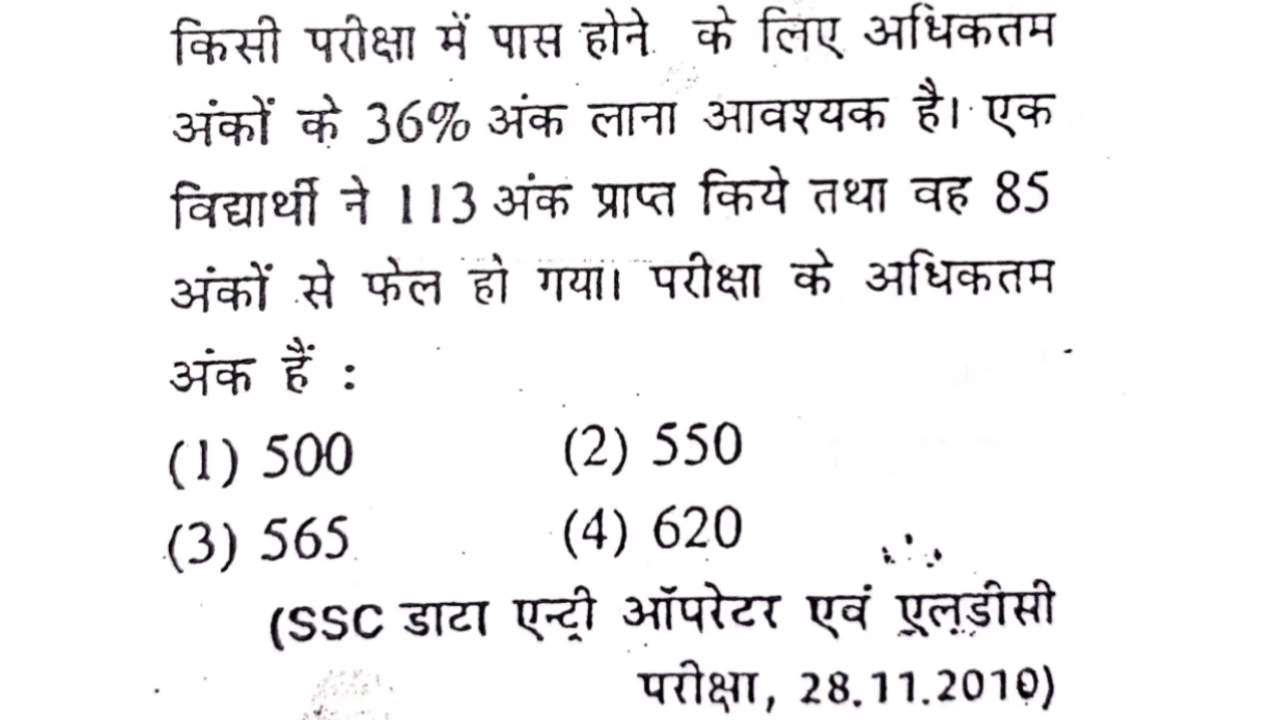 किसी परीक्षा में पास होने के लिए अधिकतम
अंकों के 36% अंक लाना आवश्यक है। एक
विद्यार्थी ने 113 अंक प्राप्त किये तथा वह 85
अंकों से फेल हो गया। परीक्षा के अधिकतम
अंक हैं :
(1) 500 (2) 550
(3) 565 (4) 620
(SSC डाटा एन्ट्री ऑपरेटर एवं एलडीसी
परीक्षा, 28.11.2010)